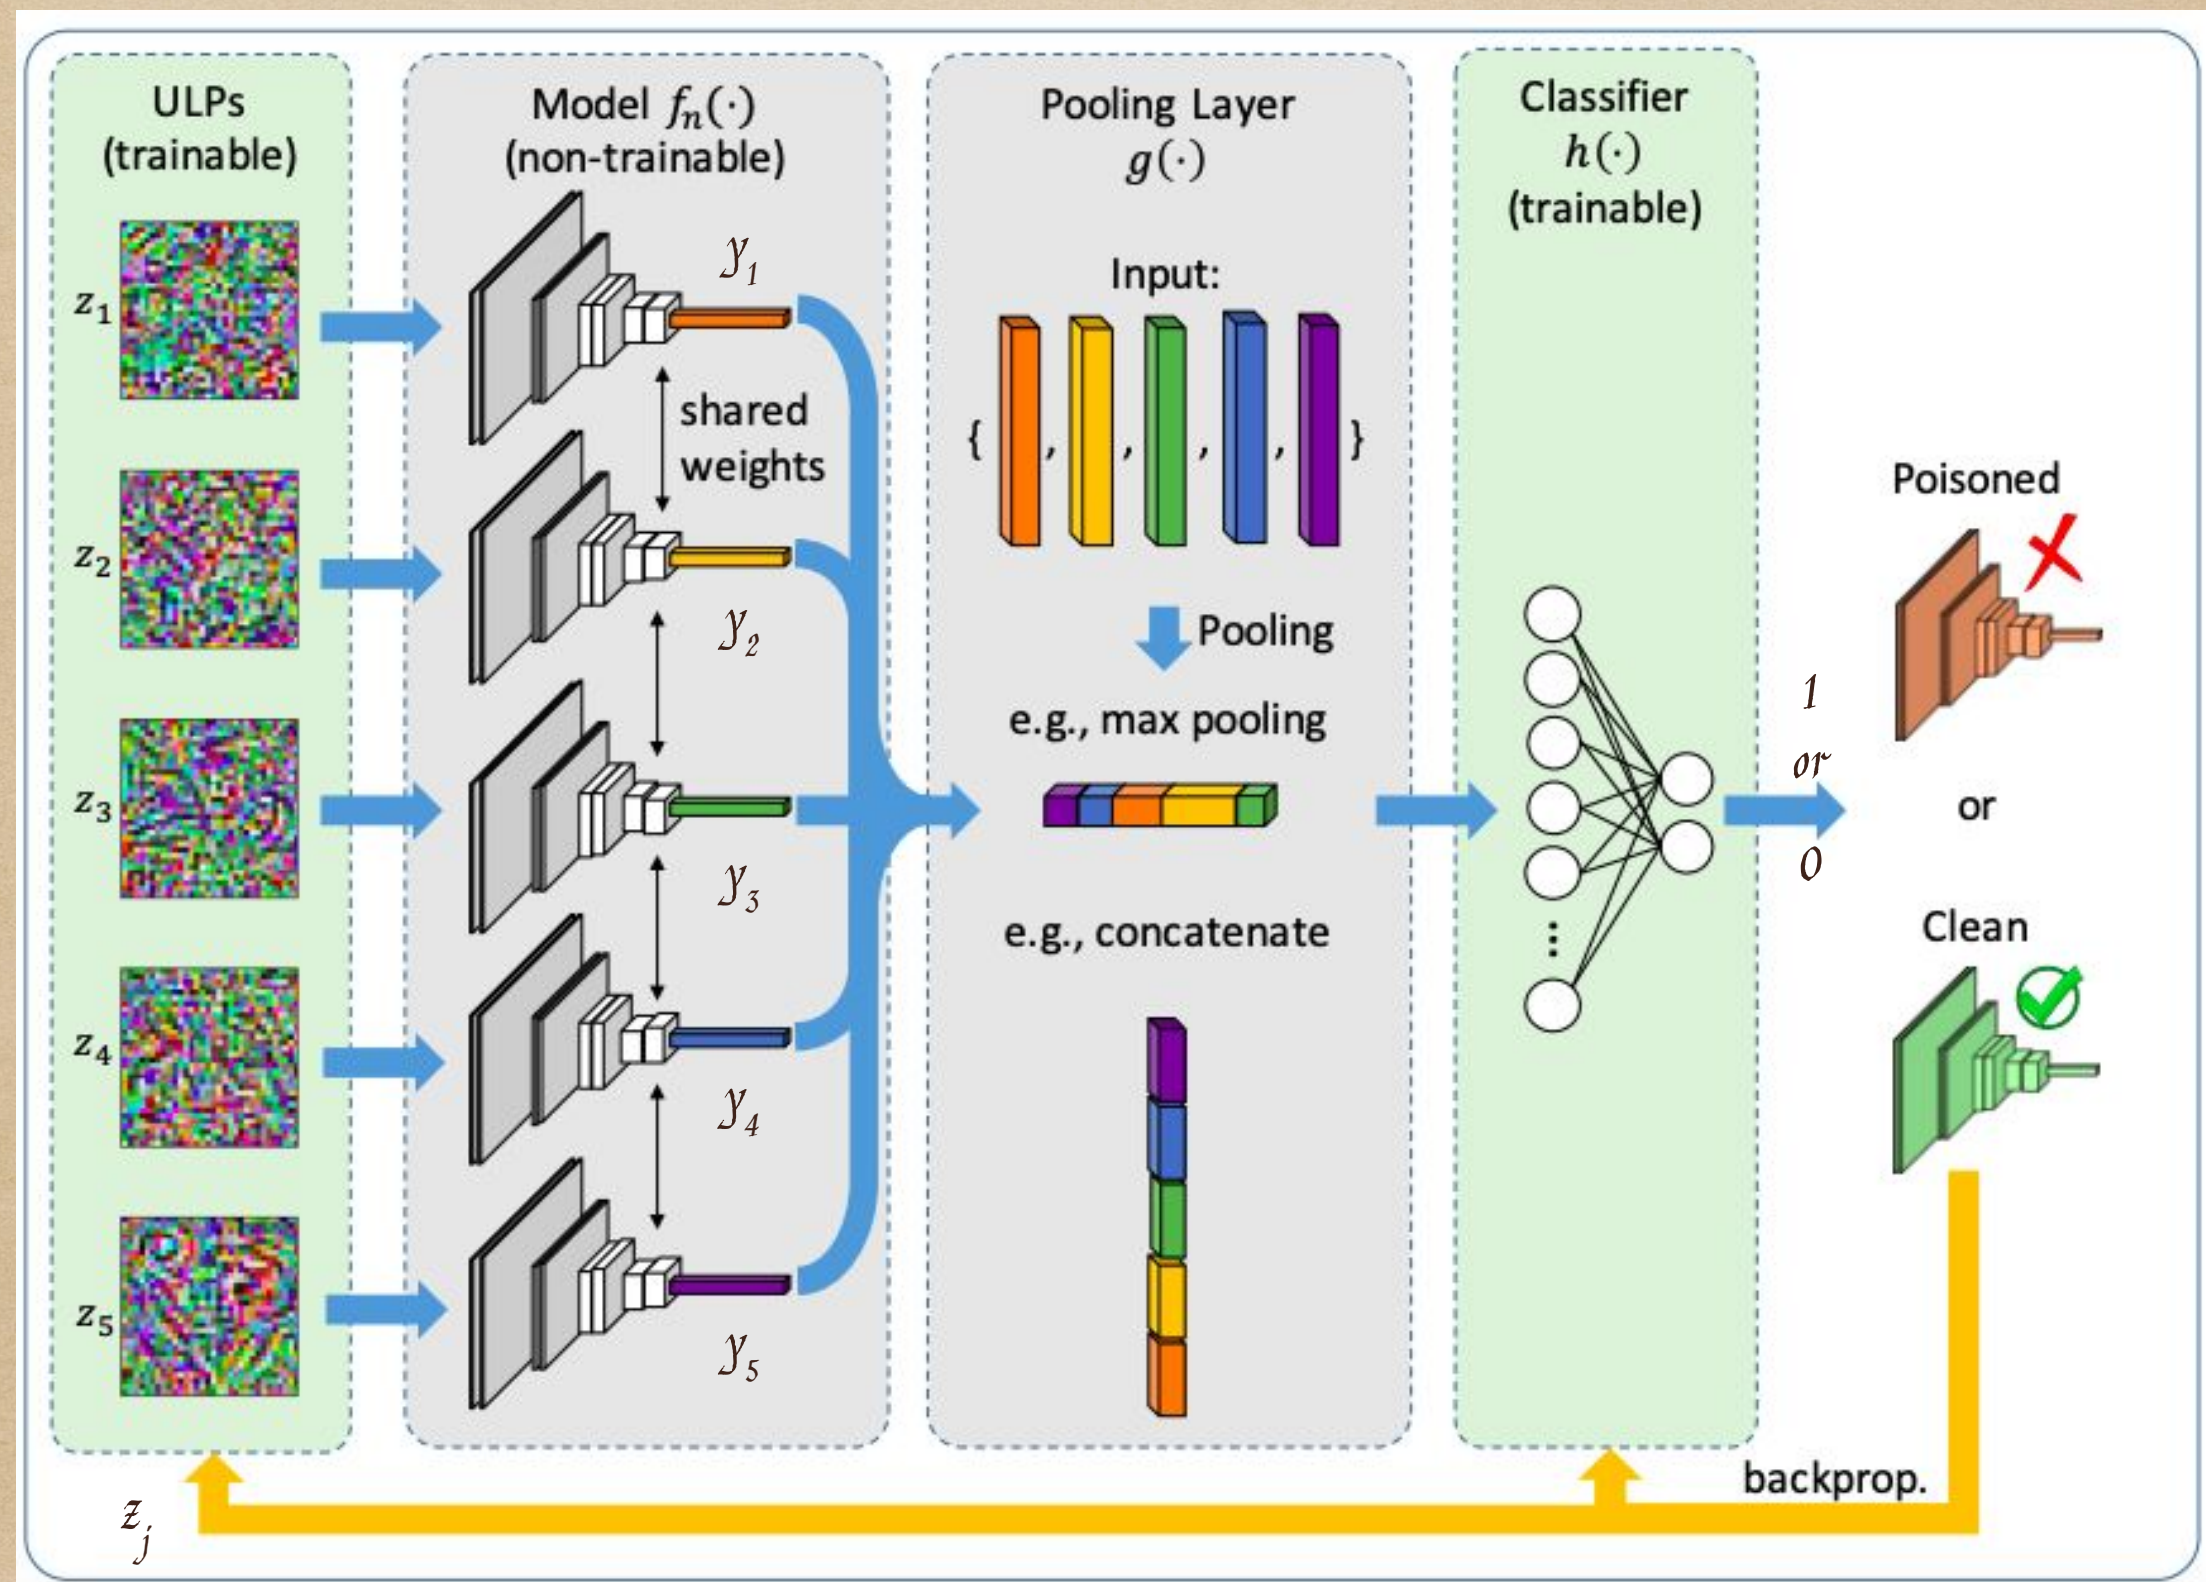 ULPs
(trainable)
z1
z2
z3
z4
z5
zj
Model fn(·)
(non-trainable)
y1
shared
weights
y2
y3
y4
y5
Pooling Layer
g(·)
Input:
{ , , , , }
Pooling
e.g., max pooling
e.g., concatenate
Classifier
h(·)
(trainable)
⋮
1
or
0
Poisoned
or
Clean
backprop.